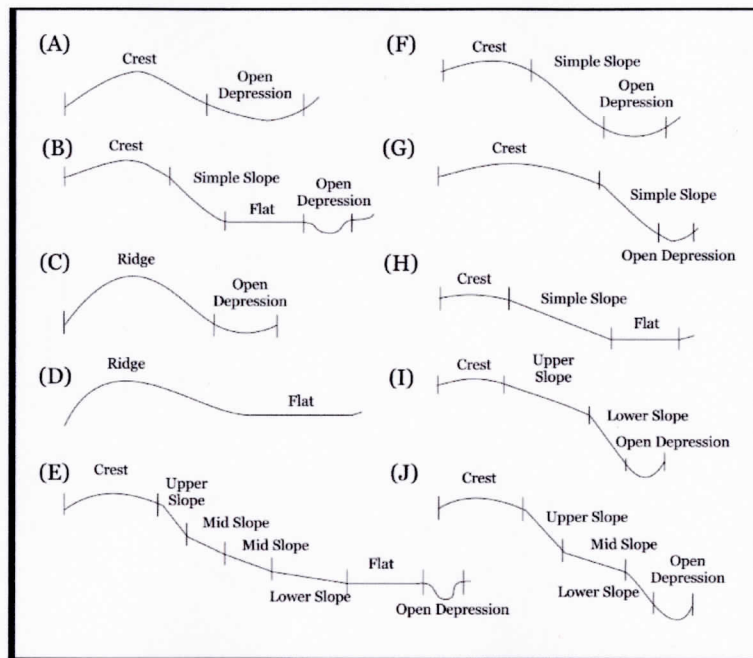 (A)
Crest
Open
Depression
(B)
Crest
Simple Slope
Flat
Open
Depression
(C)
Ridge
Open
Depression
(D)
Ridge
Flat
(E)
Crest
Upper
Slope
Mid Slope
Mid Slope
Lower Slope
Flat
Open Depression
(F)
Crest
Simple Slope
Open
Depression
(G)
Crest
Simple Slope
Open Depression
(H)
Crest
Simple Slope
Flat
(I)
Crest
Upper
Slope
Lower Slope
Open Depression
(J)
Crest
Upper Slope
Mid Slope
Lower Slope
Open
Depression